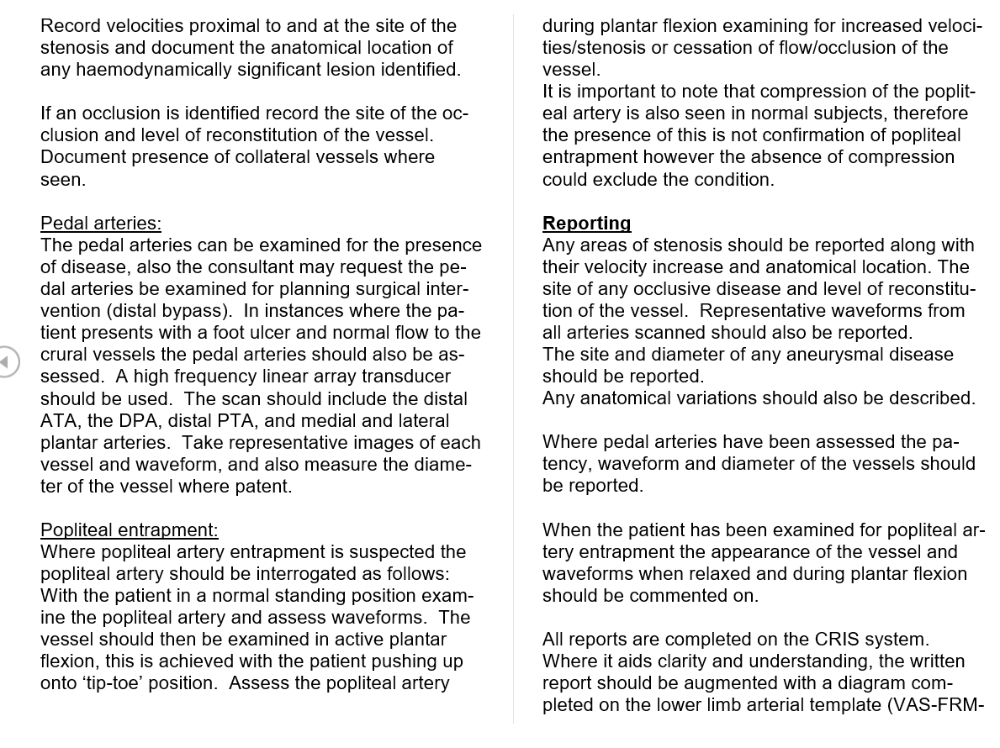 Record velocities proximal to and at the site of the
stenosis and document the anatomical location of
any haemodynamically significant lesion identified.
If an occlusion is identified record the site of the oc-
clusion and level of reconstitution of the vessel.
Document presence of collateral vessels where
seen.
Pedal arteries:
The pedal arteries can be examined for the presence
of disease, also the consultant may request the pe-
dal arteries be examined for planning surgical inter-
vention (distal bypass).  In instances where the pa-
tient presents with a foot ulcer and normal flow to the
crural vessels the pedal arteries should also be as-
sessed.  A high frequency linear array transducer
should be used.  The scan should include the distal
ATA, the DPA, distal PTA, and medial and lateral
plantar arteries.  Take representative images of each
vessel and waveform, and also measure the diame-
ter of the vessel where patent.
Popliteal entrapment:
Where popliteal artery entrapment is suspected the
popliteal artery should be interrogated as follows:
With the patient in a normal standing position exam-
ine the popliteal artery and assess waveforms.  The
vessel should then be examined in active plantar
flexion, this is achieved with the patient pushing up
onto ‘tip-toe’ position.  Assess the popliteal artery
during plantar flexion examining for increased veloci-
ties/stenosis or cessation of flow/occlusion of the
vessel.
It is important to note that compression of the poplit-
eal artery is also seen in normal subjects, therefore
the presence of this is not confirmation of popliteal
entrapment however the absence of compression
could exclude the condition.
Reporting
Any areas of stenosis should be reported along with
their velocity increase and anatomical location. The
site of any occlusive disease and level of reconstitu-
tion of the vessel.  Representative waveforms from
all arteries scanned should also be reported.
The site and diameter of any aneurysmal disease
should be reported.
Any anatomical variations should also be described.
Where pedal arteries have been assessed the pa-
tency, waveform and diameter of the vessels should
be reported.
When the patient has been examined for popliteal ar-
tery entrapment the appearance of the vessel and
waveforms when relaxed and during plantar flexion
should be commented on.
All reports are completed on the CRIS system.
Where it aids clarity and understanding, the written
report should be augmented with a diagram com-
pleted on the lower limb arterial template (VAS-FRM-